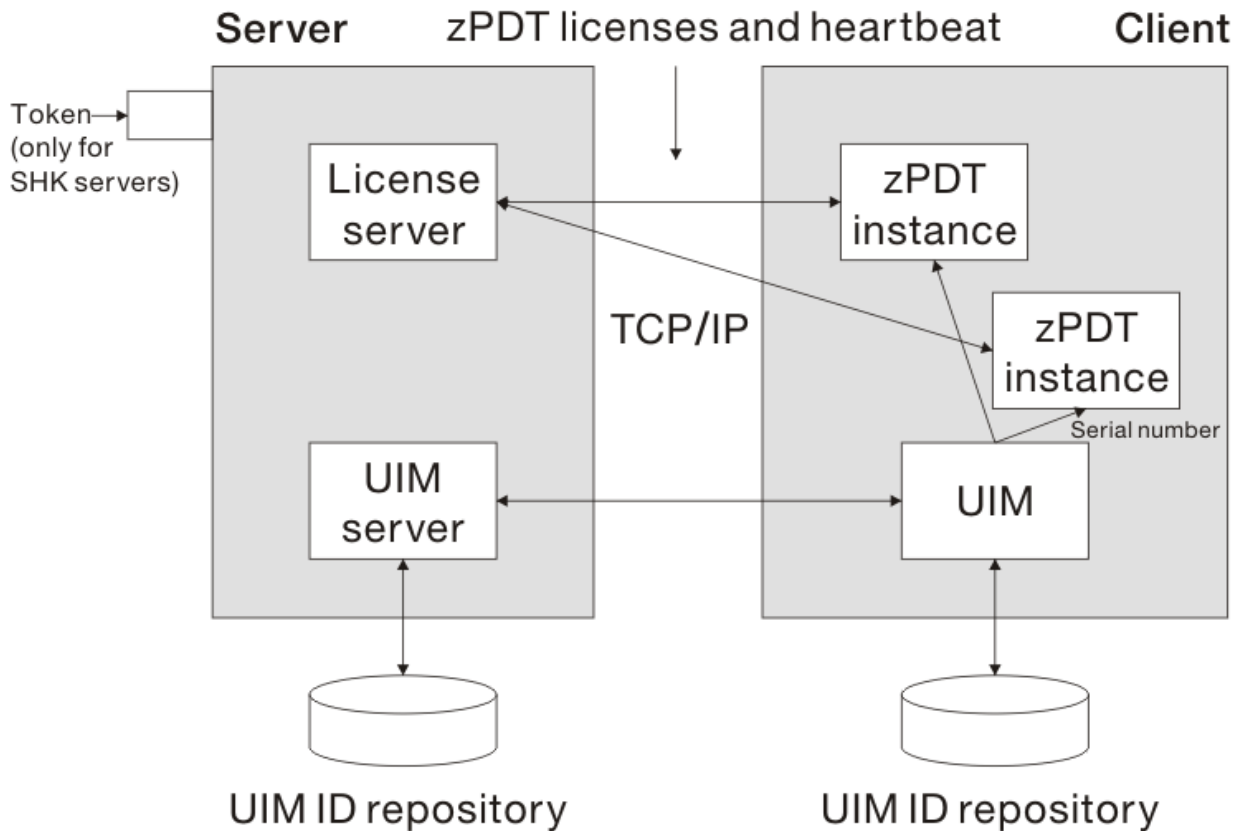 Server
zPDT licenses and heartbeat
Client
Token
(only for
SHK servers)
License
server
zPDT
instance
TCP/IP
zPDT
instance
Serial number
UIM
server
UIM
UIM ID repository
UIM ID repository